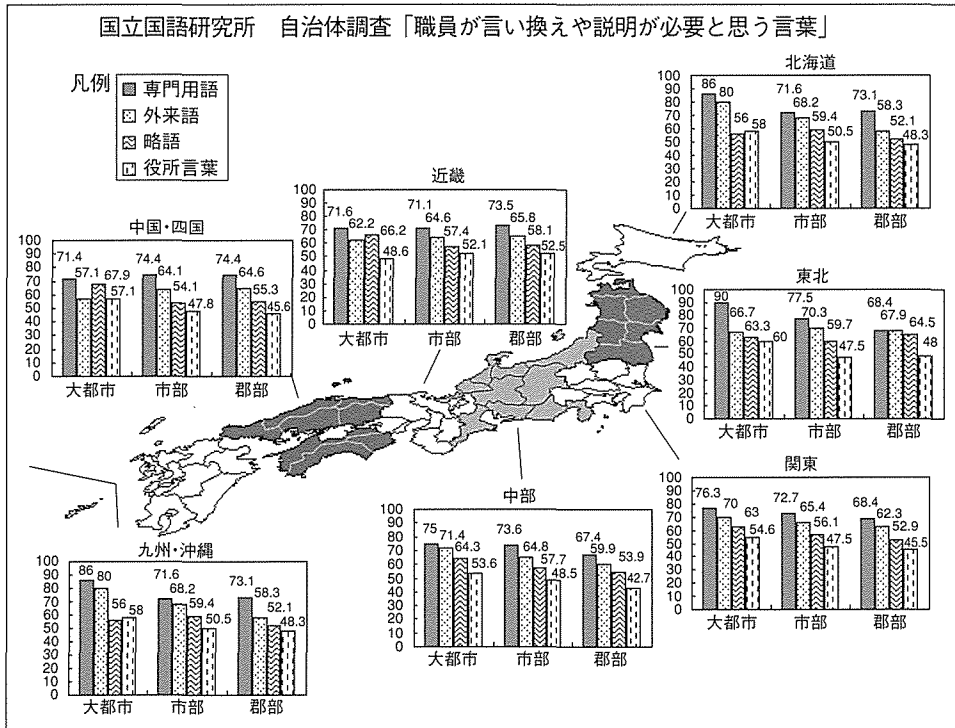 国立国語研究所 自治体調査「職員が言い換えや説明が必要と思う言葉」
凡例
専門用語
外来語
略語
役所言葉
北海道
100
90
80
70
60
50
40
30
20
10
0
86 80 56 58
71.6 68.2 59.4 50.5
73.1 58.3 52.1 48.3
大都市 市部 郡部
近畿
100
90
80
70
60
50
40
30
20
10
0
71.6 62.2 66.2 48.6
71.1 64.6 57.4 52.1
73.5 65.8 58.1 52.5
大都市 市部 郡部
中国・四国
100
90
80
70
60
50
40
30
20
10
0
71.4 57.1 67.9 57.1
74.4 64.1 54.1 47.8
74.4 64.6 55.3 45.6
大都市 市部 郡部
東北
100
90
80
70
60
50
40
30
20
10
0
90 66.7 63.3 60
77.5 70.3 59.7 47.5
68.4 67.9 64.5 48
大都市 市部 郡部
関東
100
90
80
70
60
50
40
30
20
10
0
76.3 70 63 54.6
72.7 65.4 56.1 47.5
68.4 62.3 52.9 45.5
大都市 市部 郡部
中部
100
90
80
70
60
50
40
30
20
10
0
75 71.4 64.3 53.6
73.6 64.8 57.7 48.5
67.4 59.9 53.9 42.7
大都市 市部 郡部
九州・沖縄
100
90
80
70
60
50
40
30
20
10
0
86 80 56 58
71.6 68.2 59.4 50.5
73.1 58.3 52.1 48.3
大都市 市部 郡部